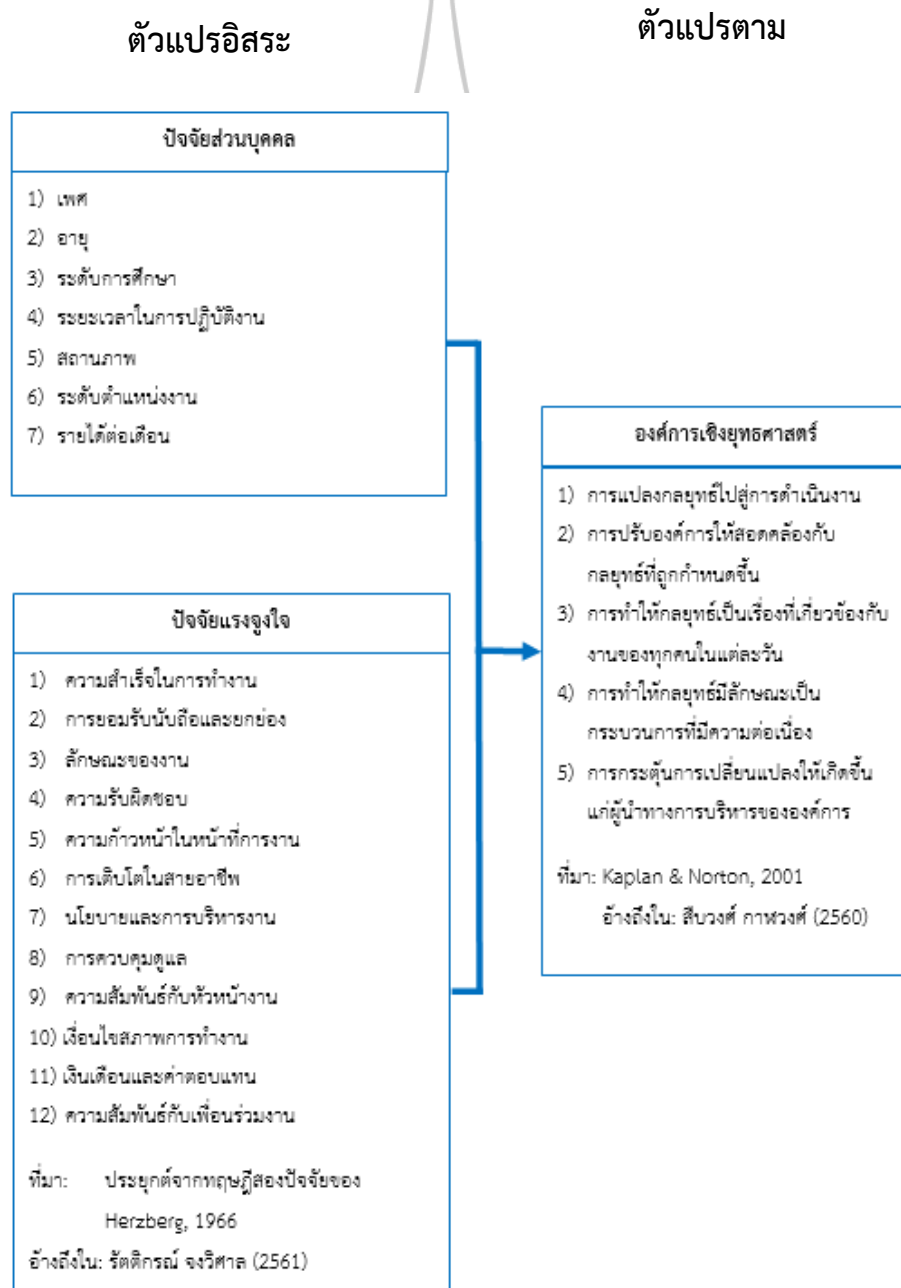 ตัวแปรอิสระ
ตัวแปรตาม
ปัจจัยส่วนบุคคล
1) เพศ
2) อายุ
3) ระดับการศึกษา
4) ระยะเวลาในการปฏิบัติงาน
5) สถานภาพ
6) ระดับตำแหน่งงาน
7) รายได้ต่อเดือน
ปัจจัยแรงจูงใจ
1) ความสำเร็จในการทำงาน
2) การยอมรับนับถือและยกย่อง
3) ลักษณะของงาน
4) ความรับผิดชอบ
5) ความก้าวหน้าในหน้าที่การงาน
6) การเติบโตในสายอาชีพ
7) นโยบายและการบริหารงาน
8) การควบคุมดูแล
9) ความสัมพันธ์กับหัวหน้างาน
10) เงื่อนไขสภาพการทำงาน
11) เงินเดือนและค่าตอบแทน
12) ความสัมพันธ์กับเพื่อนร่วมงาน
ที่มา: ประยุกต์จากทฤษฎีสองปัจจัยของ
Herzberg, 1966
อ้างถึงใน: รัตติกรณ์ จงวิศาล (2561)
องค์การเชิงยุทธศาสตร์
1) การแปลงกลยุทธ์ไปสู่การดำเนินงาน
2) การปรับองค์การให้สอดคล้องกับ
กลยุทธ์ที่ถูกกำหนดขึ้น
3) การทำให้กลยุทธ์เป็นเรื่องที่เกี่ยวข้องกับ
งานของทุกคนในแต่ละวัน
4) การทำให้กลยุทธ์มีลักษณะเป็น
กระบวนการที่มีความต่อเนื่อง
5) การกระตุ้นการเปลี่ยนแปลงให้เกิดขึ้น
แก่ผู้นำทางการบริหารขององค์การ
ที่มา: Kaplan & Norton, 2001
อ้างถึงใน: สืบวงศ์ กาฬวงศ์ (2560)